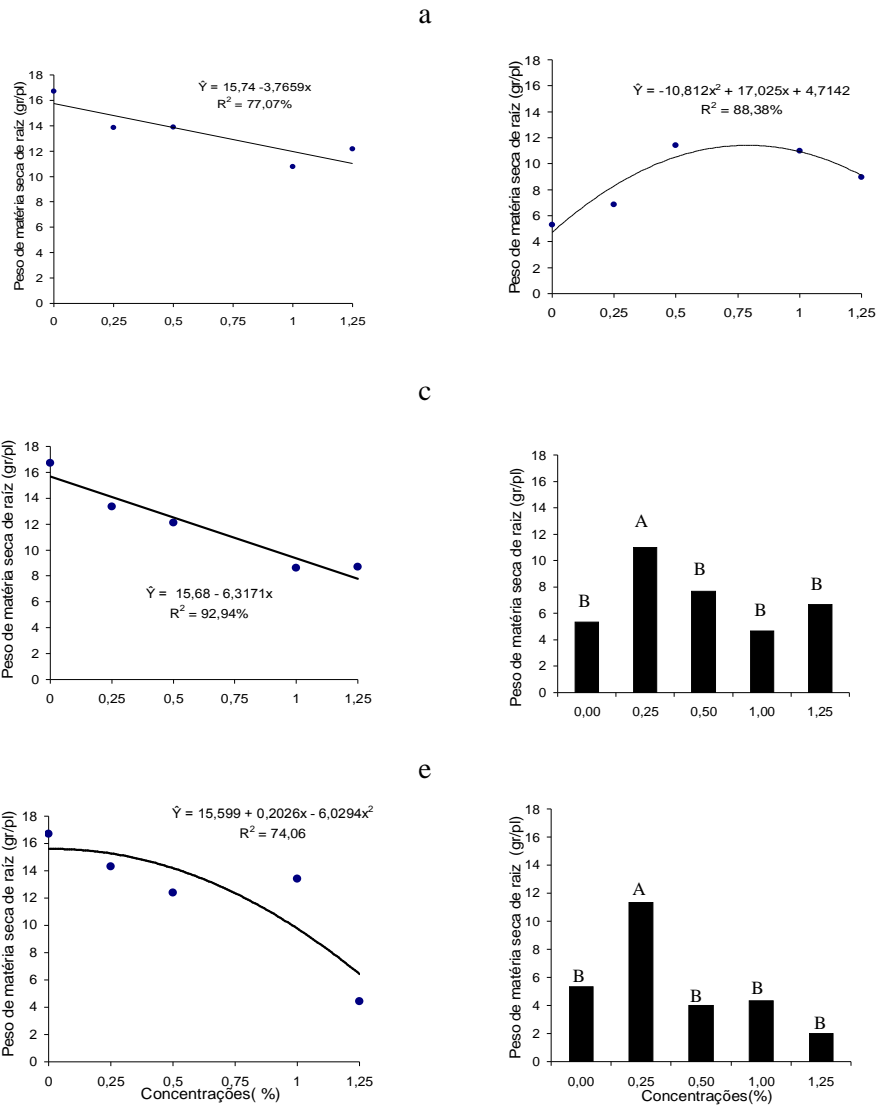 a
Peso de matéria seca de raíz (gr/pl)
18
16
14
12
10
8
6
4
2
0
0 0,25 0,5 0,75 1 1,25
Ŷ = 15,74 -3,7659x
R² = 77,07%
Peso de matéria seca de raíz (gr/pl)
18
16
14
12
10
8
6
4
2
0
0 0,25 0,5 0,75 1 1,25
Ŷ = -10,812x² + 17,025x + 4,7142
R² = 88,38%
c
Peso de matéria seca de raíz (gr/pl)
18
16
14
12
10
8
6
4
2
0
0 0,25 0,5 0,75 1 1,25
Ŷ = 15,68 - 6,3171x
R² = 92,94%
Peso de matéria seca de raiz (gr/pl)
18
16
14
12
10
8
6
4
2
0
B A B B B
0,00 0,25 0,50 1,00 1,25
e
Peso de matéria seca de raíz (gr/pl)
18
16
14
12
10
8
6
4
2
0
0 0,25 0,5 0,75 1 1,25
Concentrações( %)
Ŷ = 15,599 + 0,2026x - 6,0294x²
R² = 74,06
Peso de matéria seca de raiz (gr/pl)
18
16
14
12
10
8
6
4
2
0
B A B B B
0,00 0,25 0,50 1,00 1,25
Concentrações(%)